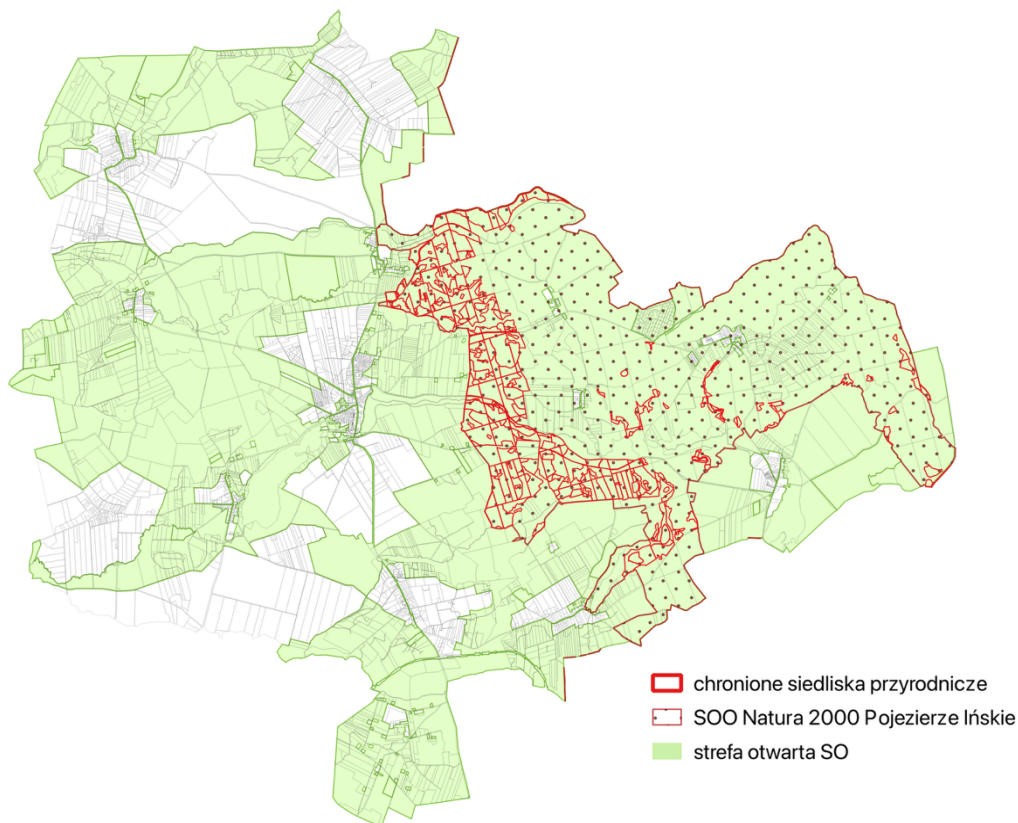 chronione siedliska przyrodnicze
SOO Natura 2000 Pojezierze Ińskie
strefa otwarta SO